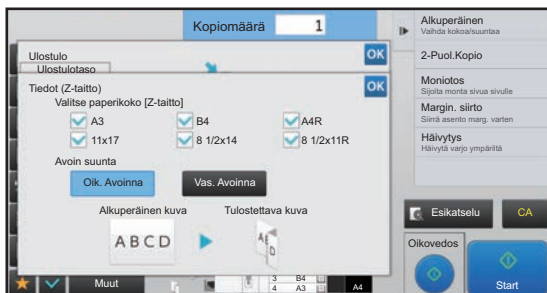 Kopiomäärä 1
Ulostulo OK
Ulostulotaso
Tiedot (Z-taitto) OK
Valitse paperikoko [Z-taitto]
A3 B4 A4R
11x17 8 1/2x14 8 1/2x11R
Avoin suunta
Oik. Avoinna Vas. Avoinna
Alkuperäinen kuva Tulostettava kuva
A B C D
Muut
3 B4
4 A3 A4
Alkuperäinen
Vaihda kokoa/suuntaa
2-Puol.Kopio
Moniotos
Sijoita monta sivua sivulle
Margin. siirto
Siirrä asento marg. varten
Häivytys
Häivytä varjo ympäriltä
Esikatselu CA
Oikovedos
Start